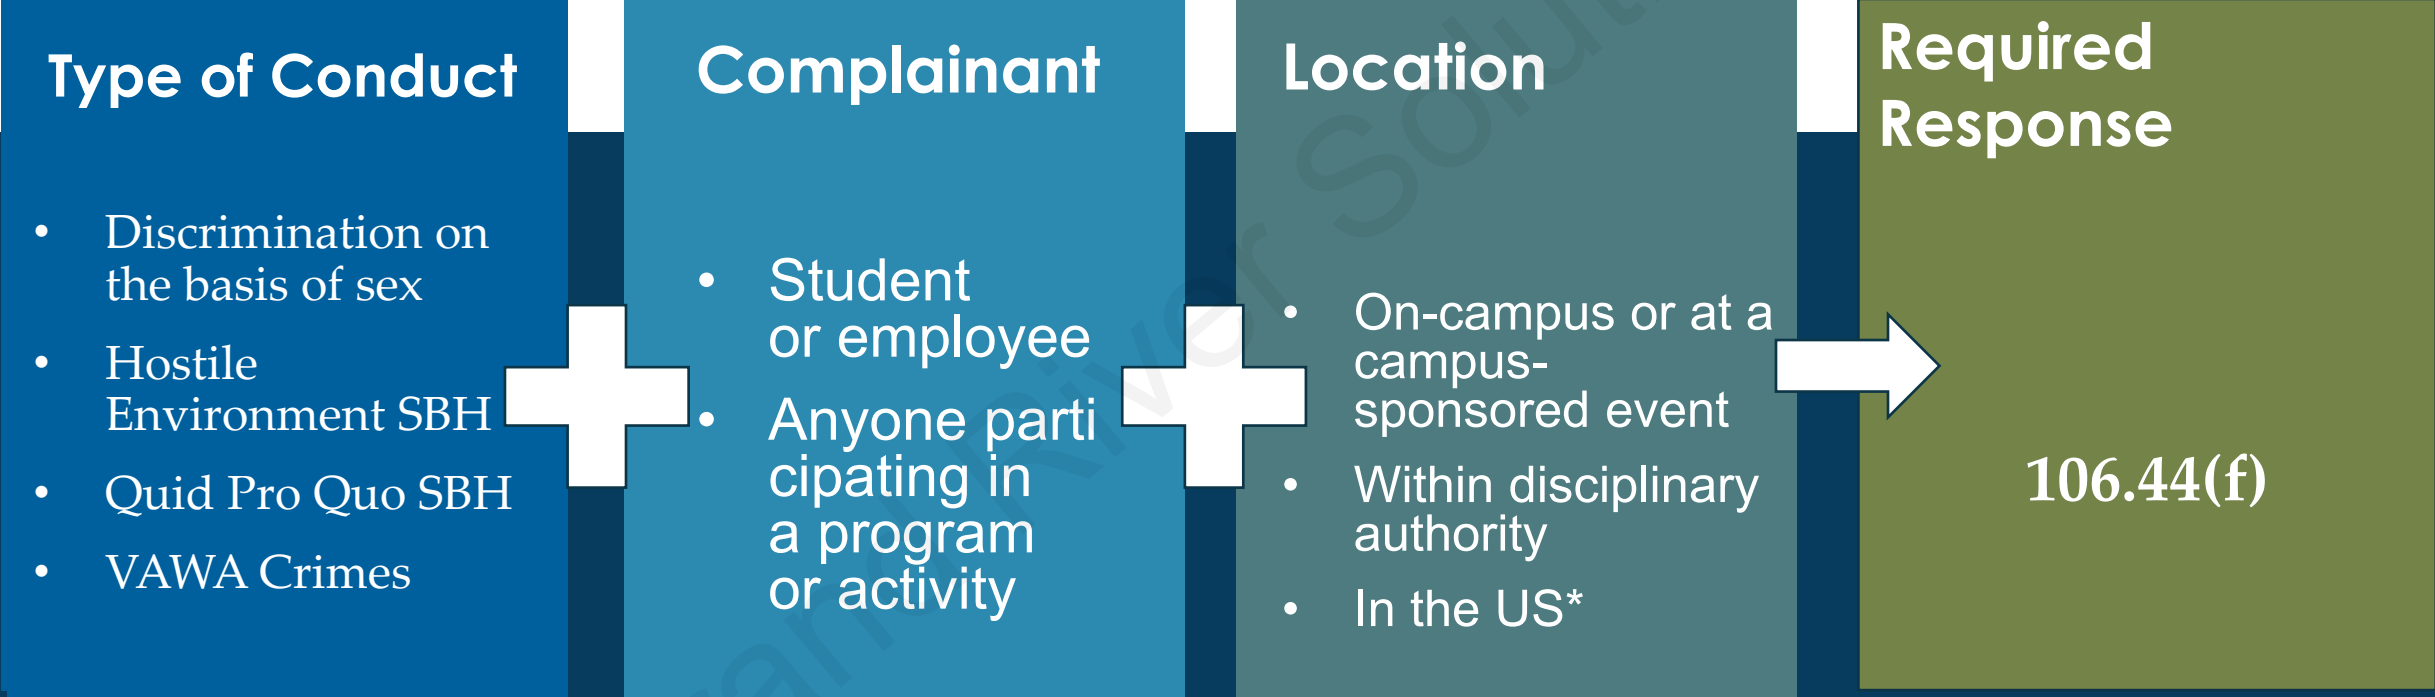 Type of Conduct
• Discrimination on
the basis of sex
• Hostile
Environment SBH
• Quid Pro Quo SBH
• VAWA Crimes
Complainant
• Student
or employee
• Anyone parti
cipating in
a program
or activity
Location
• On-campus or at a
campus-
sponsored event
• Within disciplinary
authority
• In the US*
Required
Response
106.44(f)
River